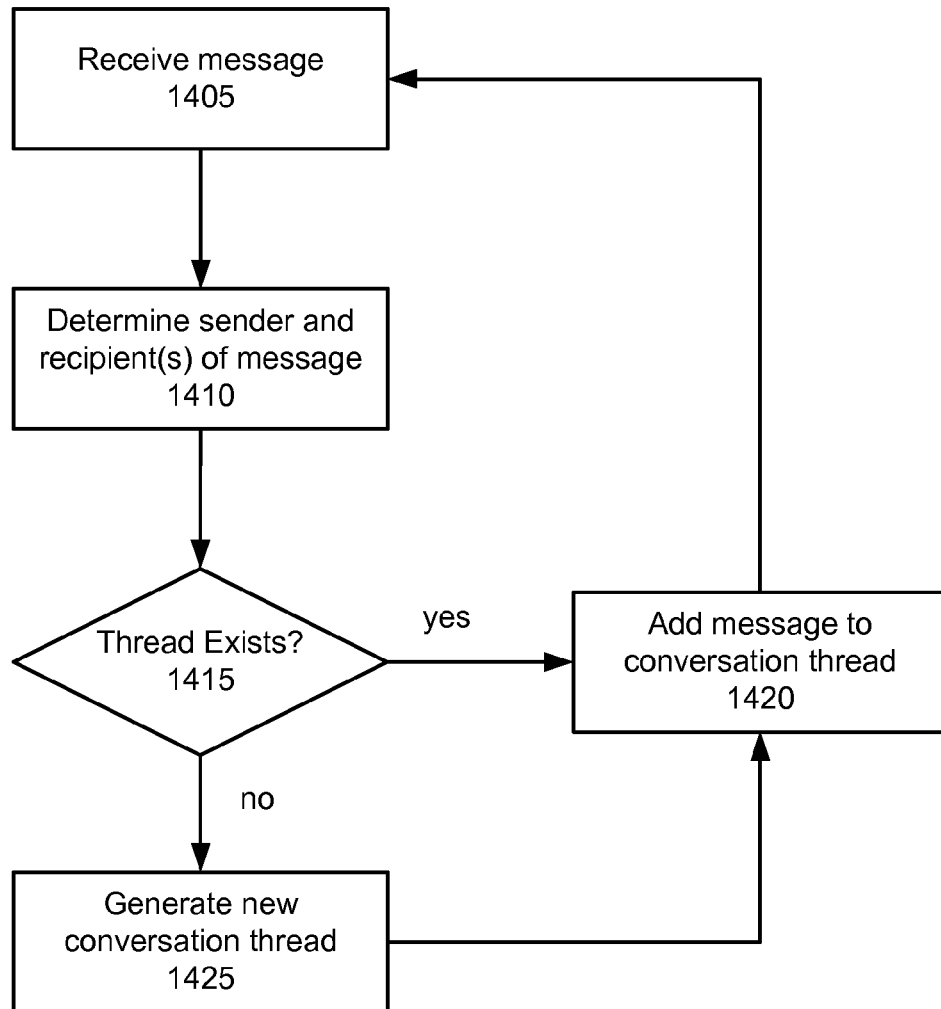 Receive message
1405
Determine sender and
recipient(s) of message
1410
Thread Exists?
1415
yes
Add message to
conversation thread
1420
no
Generate new
conversation thread
1425